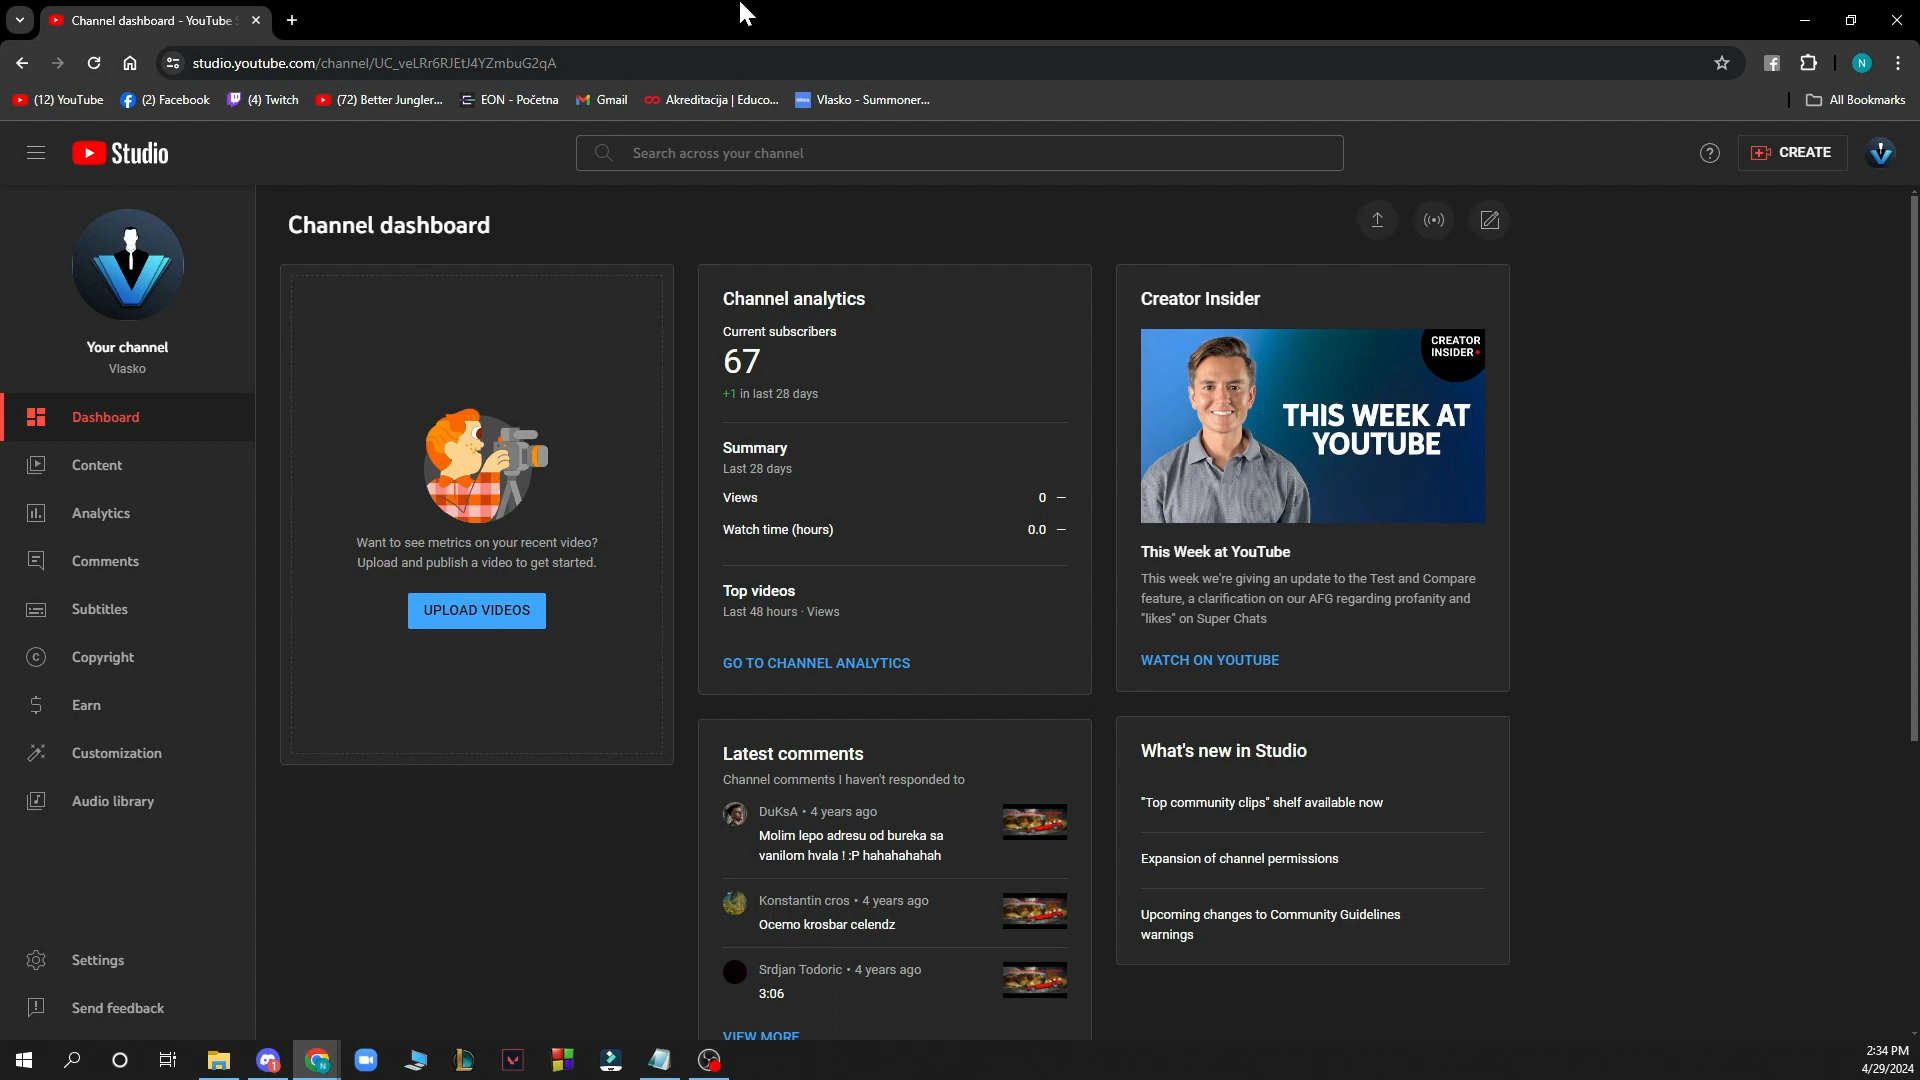 Channel dashboard - YouTube S
studio.youtube.com/channel/UC_veLRr6RJEtJ4YZmbuG2qA
N
(12) YouTube
(2) Facebook
(4) Twitch
(72) Better Jungler...
EON - Početna
Gmail
Akreditacija | Educo...
Vlasko - Summoner...
All Bookmarks
Studio
Search across your channel
CREATE
Your channel
Vlasko
Dashboard
Content
Analytics
Comments
Subtitles
Copyright
Earn
Customization
Audio library
Settings
Send feedback
Channel dashboard
Want to see metrics on your recent video?
Upload and publish a video to get started.
UPLOAD VIDEOS
Channel analytics
Current subscribers
67
+1 in last 28 days
Summary
Last 28 days
Views 0 —
Watch time (hours) 0.0 —
Top videos
Last 48 hours · Views
GO TO CHANNEL ANALYTICS
Latest comments
Channel comments I haven't responded to
DuKsA • 4 years ago
Molim lepo adresu od bureka sa
vanilom hvala ! :P hahahahahah
Konstantin cros • 4 years ago
Ocemo krosbar celendz
Srdjan Todoric • 4 years ago
3:06
VIEW MORE
Creator Insider
CREATOR
INSIDER
THIS WEEK AT
YOUTUBE
This Week at YouTube
This week we're giving an update to the Test and Compare
feature, a clarification on our AFG regarding profanity and
"likes" on Super Chats
WATCH ON YOUTUBE
What's new in Studio
"Top community clips" shelf available now
Expansion of channel permissions
Upcoming changes to Community Guidelines
warnings
2:34 PM
4/29/2024